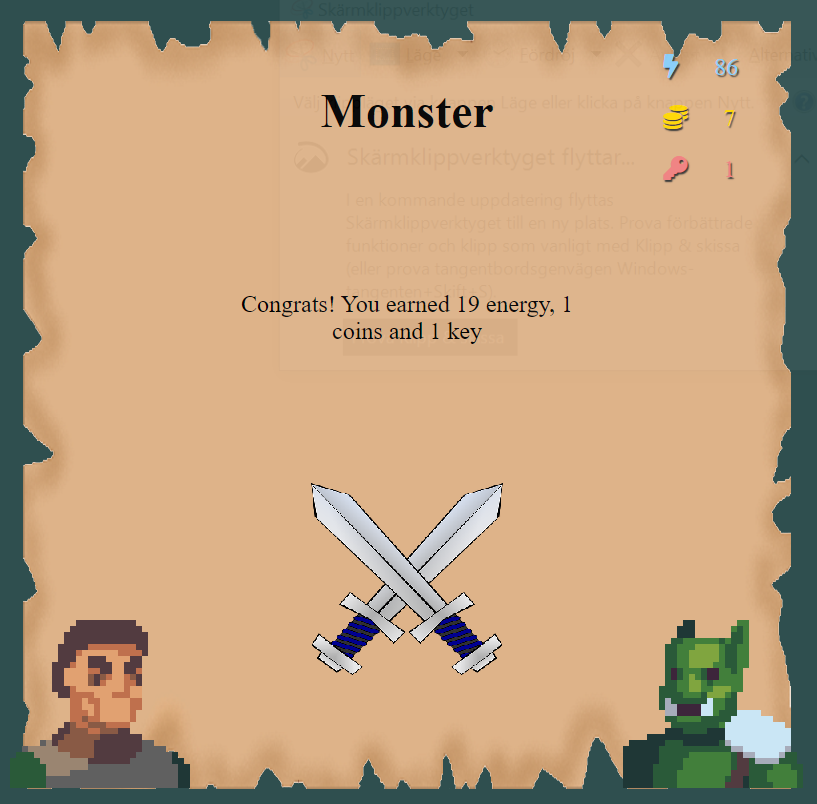 Skärmklippverktyget
Nytt Läge Fördröj Alternativ
86
Monster
läge eller klicka på knappen Nytt.
7
Skärmklippverktyget flyttar...
1
I en kommande uppdatering flyttas
Skärmklippverktyget till en ny plats. Prova förbättrade
funktioner och klipp som vanligt med Klipp & skissa
(eller prova tangentbordsgenvägen Windows-
tangenten+Skift+S).
Congrats! You earned 19 energy, 1
coins and 1 key